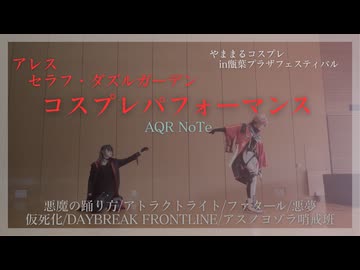 やままるコスプレ
in甑葉プラザフェスティバル
アレス
セラフ・ダズルガーデン
コスプレパフォーマンス
AQR NoTe
悪魔の踊り方/アトラクトライト/ファタール/悪夢
仮死化/DAYBREAK FRONTLINE/アスノヨゾラ哨戒班